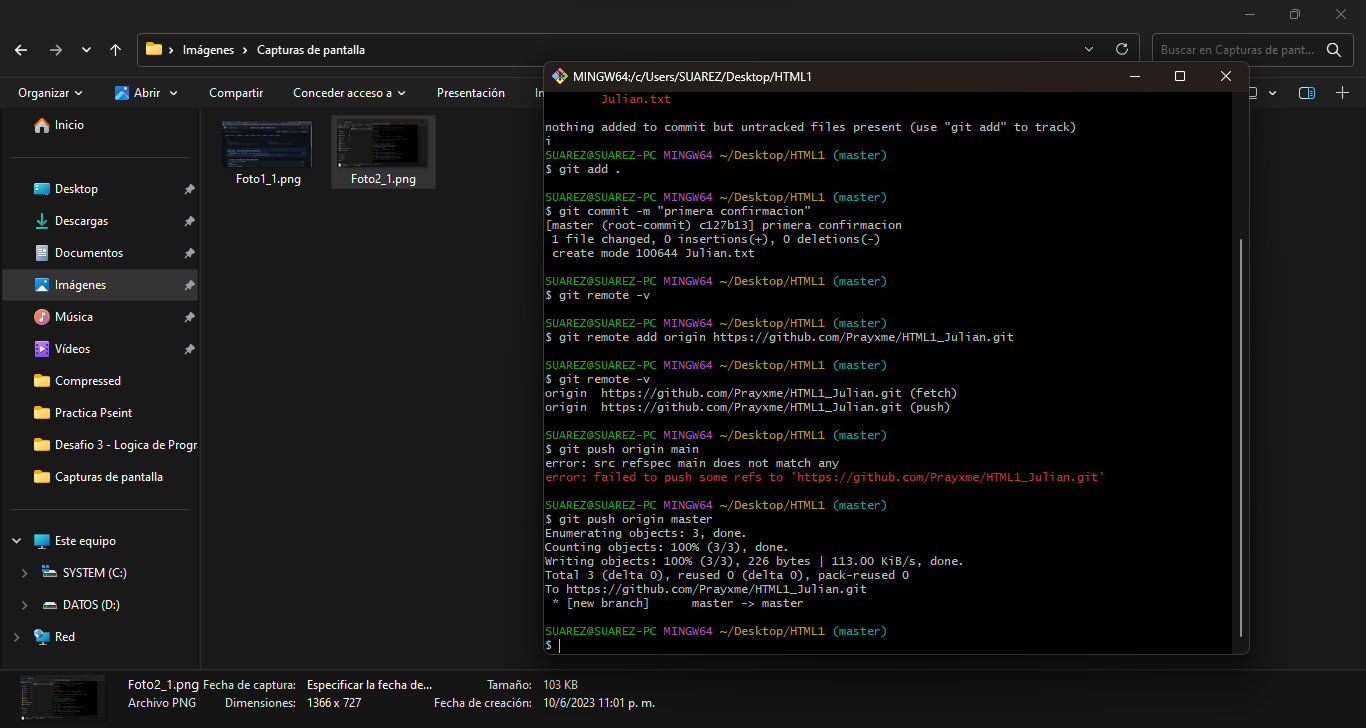 Imágenes
Capturas de pantalla
Buscar en Capturas de pant...
Organizar
Abrir
Compartir
Conceder acceso a
Presentación
In
Inicio
Desktop
Descargas
Documentos
Imágenes
Música
Vídeos
Compressed
Practica Pseint
Desafio 3 - Logica de Progr
Capturas de pantalla
Este equipo
SYSTEM (C:)
DATOS (D:)
Red
Foto1_1.png
Foto2_1.png
MINGW64:/c/Users/SUAREZ/Desktop/HTML1
Julian.txt
nothing added to commit but untracked files present (use "git add" to track)
i
SUAREZ@SUAREZ-PC MINGW64 ~/Desktop/HTML1 (master)
$ git add .
SUAREZ@SUAREZ-PC MINGW64 ~/Desktop/HTML1 (master)
$ git commit -m "primera confirmacion"
[master (root-commit) c127b13] primera confirmacion
1 file changed, 0 insertions(+), 0 deletions(-)
create mode 100644 Julian.txt
SUAREZ@SUAREZ-PC MINGW64 ~/Desktop/HTML1 (master)
$ git remote -v
SUAREZ@SUAREZ-PC MINGW64 ~/Desktop/HTML1 (master)
$ git remote add origin https://github.com/Prayxme/HTML1_Julian.git
SUAREZ@SUAREZ-PC MINGW64 ~/Desktop/HTML1 (master)
$ git remote -v
origin  https://github.com/Prayxme/HTML1_Julian.git (fetch)
origin  https://github.com/Prayxme/HTML1_Julian.git (push)
SUAREZ@SUAREZ-PC MINGW64 ~/Desktop/HTML1 (master)
$ git push origin main
error: src refspec main does not match any
error: failed to push some refs to 'https://github.com/Prayxme/HTML1_Julian.git'
SUAREZ@SUAREZ-PC MINGW64 ~/Desktop/HTML1 (master)
$ git push origin master
Enumerating objects: 3, done.
Counting objects: 100% (3/3), done.
Writing objects: 100% (3/3), 226 bytes | 113.00 KiB/s, done.
Total 3 (delta 0), reused 0 (delta 0), pack-reused 0
To https://github.com/Prayxme/HTML1_Julian.git
* [new branch]      master -> master
SUAREZ@SUAREZ-PC MINGW64 ~/Desktop/HTML1 (master)
$
Foto2_1.png Fecha de captura: Especificar la fecha de... Tamaño: 103 KB
Archivo PNG Dimensiones: 1366 x 727 Fecha de creación: 10/6/2023 11:01 p. m.